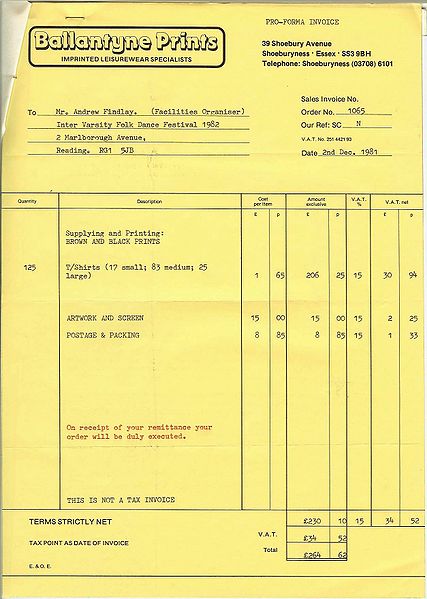 PRO-FORMA INVOICE
Ballantyne Prints
IMPRINTED LEISUREWEAR SPECIALISTS
39 Shoebury Avenue
Shoeburyness · Essex · SS3 9BH
Telephone: Shoeburyness (03708) 6101
Sales Invoice No.
To Mr. Andrew Findlay. (Facilities Organiser)
Order No. 1065
Inter Varsity Folk Dance Festival 1982
Our Ref: SC N
2 Marlborough Avenue,
V.A.T. No. 251 4421 93
Reading. RG1 5JB
Date 2nd Dec. 1981
Quantity Description Cost per item Amount exclusive V.A.T. % V.A.T. net
£ p £ p £ p
Supplying and Printing:
BROWN AND BLACK PRINTS
125 T/Shirts (17 small; 83 medium; 25
large) 1 65 206 25 15 30 94
ARTWORK AND SCREEN 15 00 15 00 15 2 25
POSTAGE & PACKING 8 85 8 85 15 1 33
On receipt of your remittance your
order will be duly executed.
THIS IS NOT A TAX INVOICE
TERMS STRICTLY NET £230 10 15 34 52
V.A.T. £34 52
TAX POINT AS DATE OF INVOICE
Total £264 62
E. & O. E.